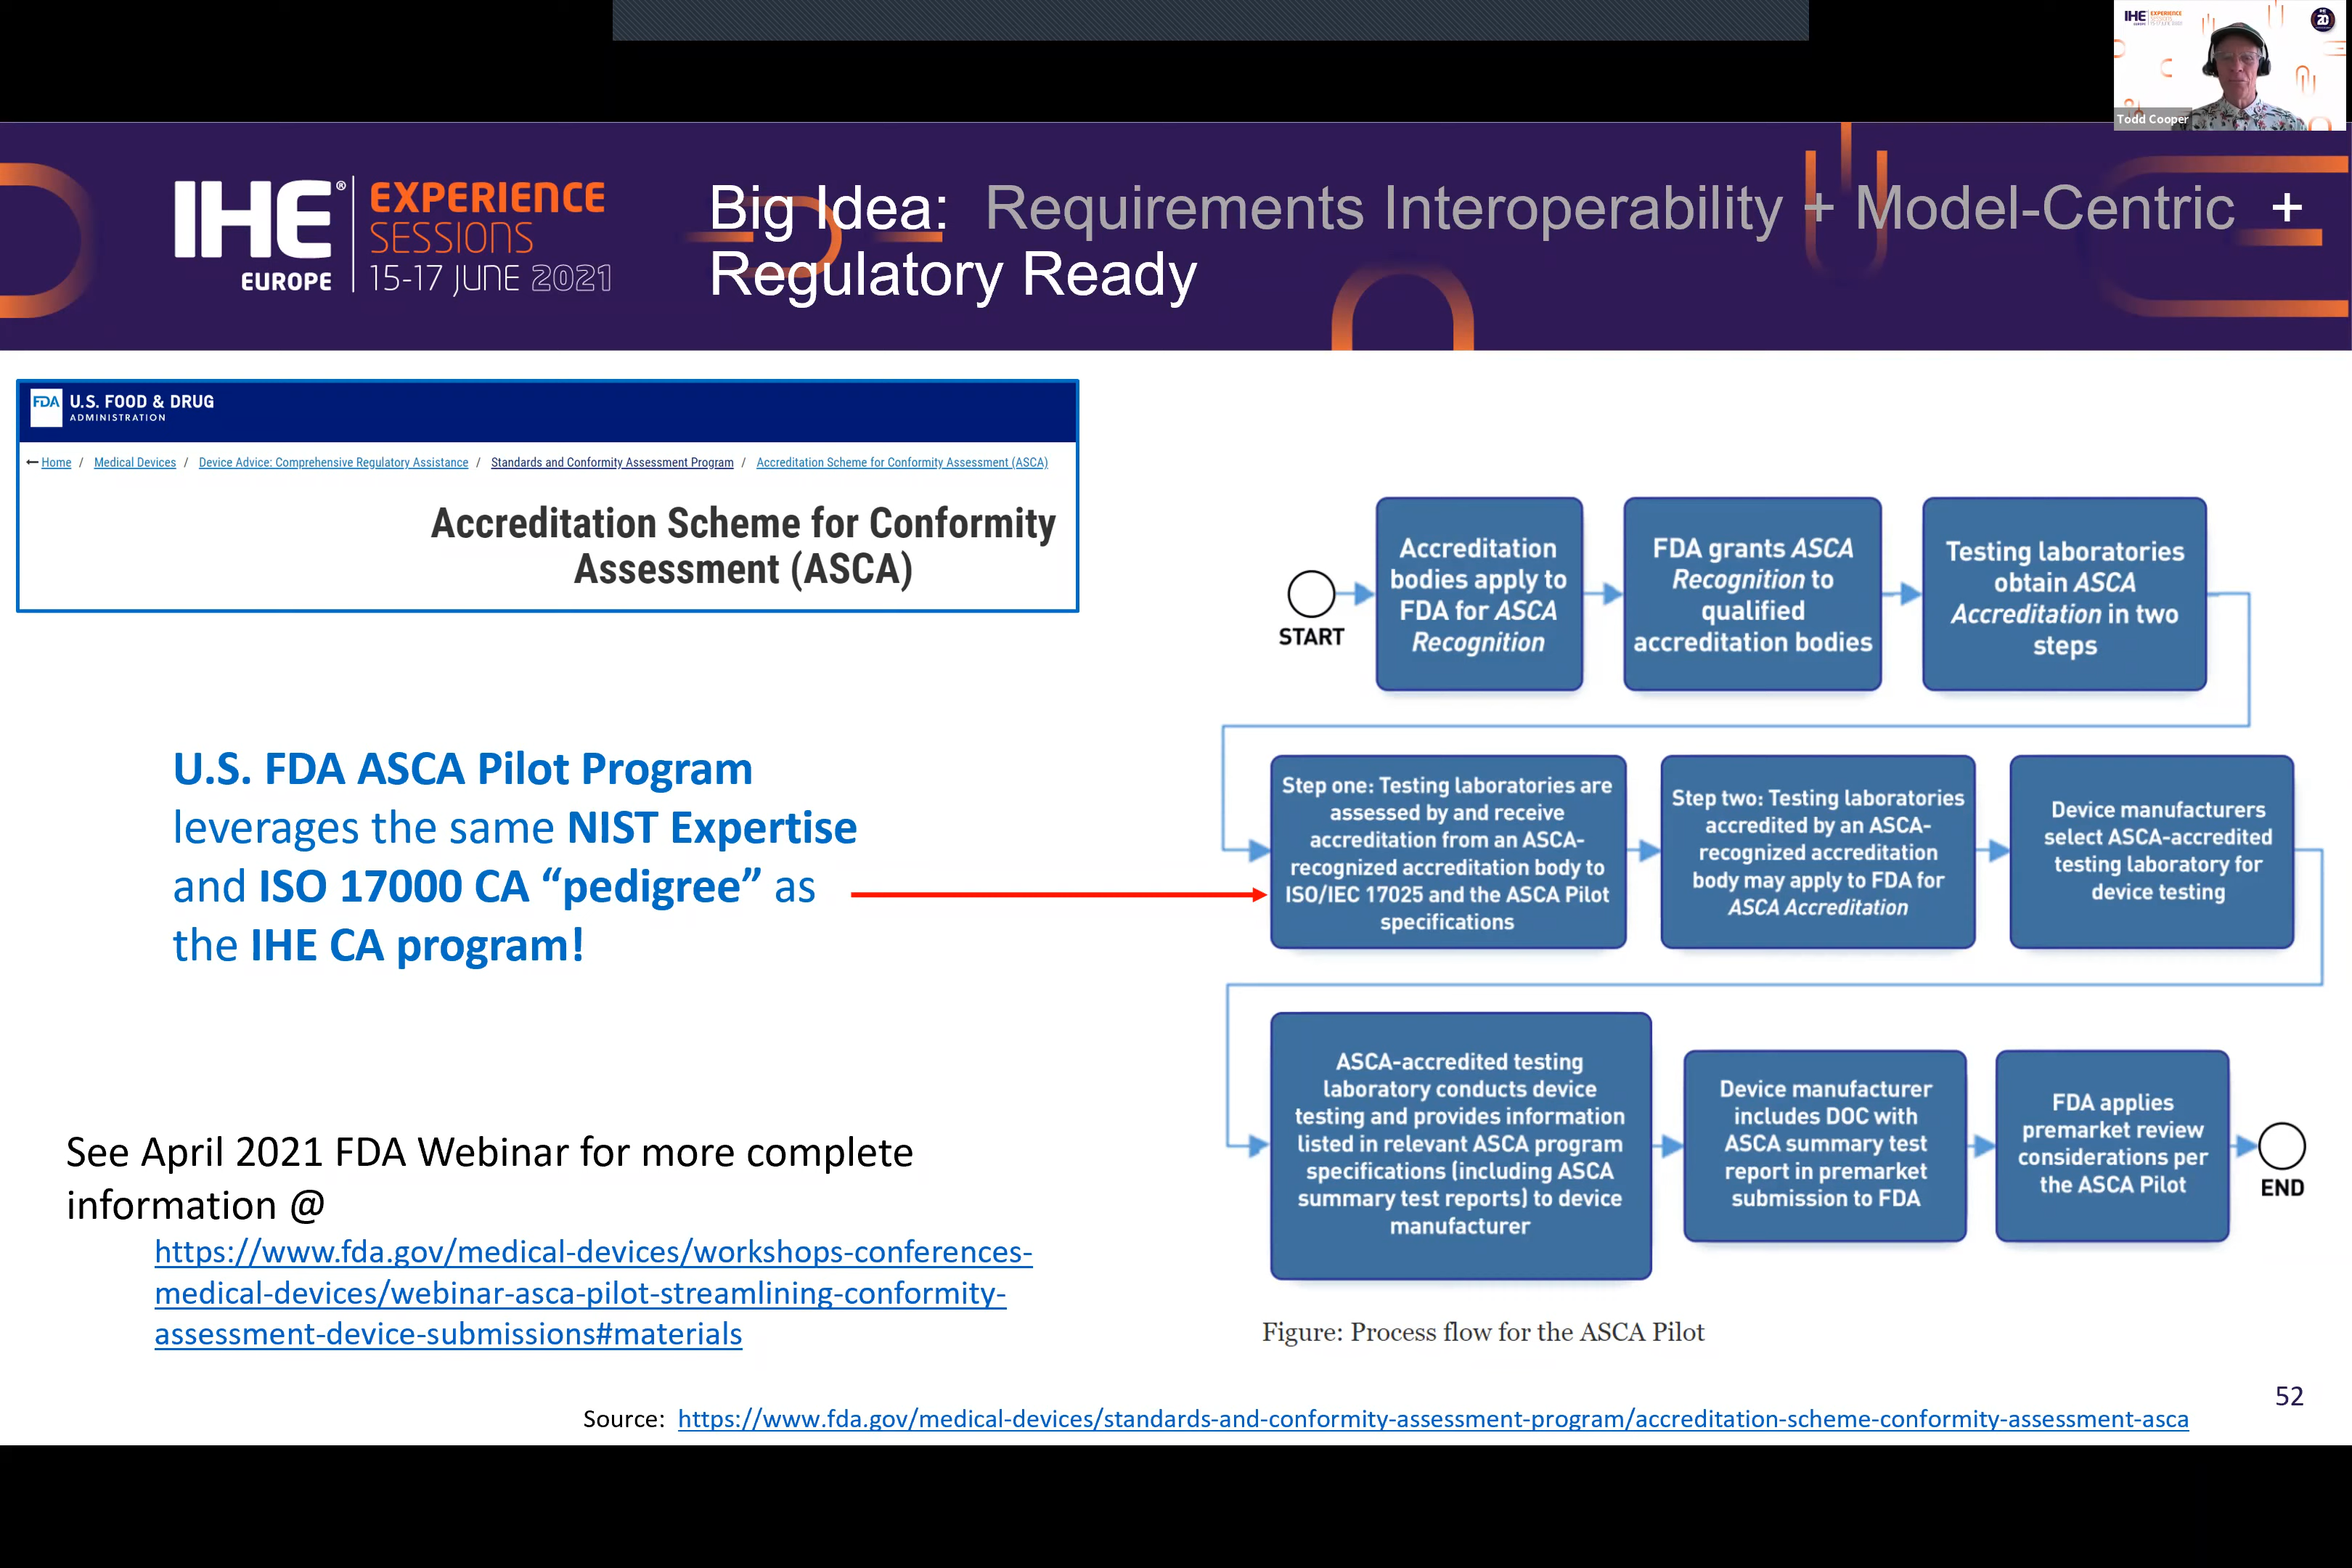 IHE EXPERIENCE
EUROPE SESSIONS
20
Todd Cooper
IHE® EXPERIENCE
SESSIONS
EUROPE 15-17 JUNE 2021
Big Idea: Requirements Interoperability + Model-Centric +
Regulatory Ready
FDA U.S. FOOD & DRUG
ADMINISTRATION
← Home / Medical Devices / Device Advice: Comprehensive Regulatory Assistance / Standards and Conformity Assessment Program / Accreditation Scheme for Conformity Assessment (ASCA)
Accreditation Scheme for Conformity
Assessment (ASCA)
U.S. FDA ASCA Pilot Program
leverages the same NIST Expertise
and ISO 17000 CA “pedigree” as
the IHE CA program!
See April 2021 FDA Webinar for more complete
information @
https://www.fda.gov/medical-devices/workshops-conferences-
medical-devices/webinar-asca-pilot-streamlining-conformity-
assessment-device-submissions#materials
START
Accreditation
bodies apply to
FDA for ASCA
Recognition
FDA grants ASCA
Recognition to
qualified
accreditation bodies
Testing laboratories
obtain ASCA
Accreditation in two
steps
Step one: Testing laboratories are
assessed by and receive
accreditation from an ASCA-
recognized accreditation body to
ISO/IEC 17025 and the ASCA Pilot
specifications
Step two: Testing laboratories
accredited by an ASCA-
recognized accreditation
body may apply to FDA for
ASCA Accreditation
Device manufacturers
select ASCA-accredited
testing laboratory for
device testing
ASCA-accredited testing
laboratory conducts device
testing and provides information
listed in relevant ASCA program
specifications (including ASCA
summary test reports) to device
manufacturer
Device manufacturer
includes DOC with
ASCA summary test
report in premarket
submission to FDA
FDA applies
premarket review
considerations per
the ASCA Pilot
END
Figure: Process flow for the ASCA Pilot
52
Source: https://www.fda.gov/medical-devices/standards-and-conformity-assessment-program/accreditation-scheme-conformity-assessment-asca